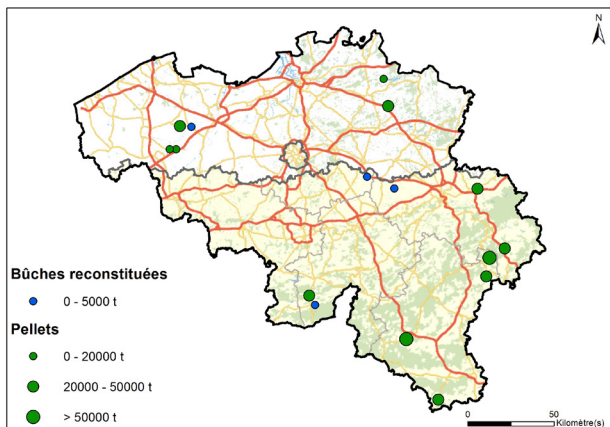 N
Bûches reconstituées
0 - 5000 t
Pellets
0 - 20000 t
20000 - 50000 t
> 50000 t
0 50
Kilomètre(s)